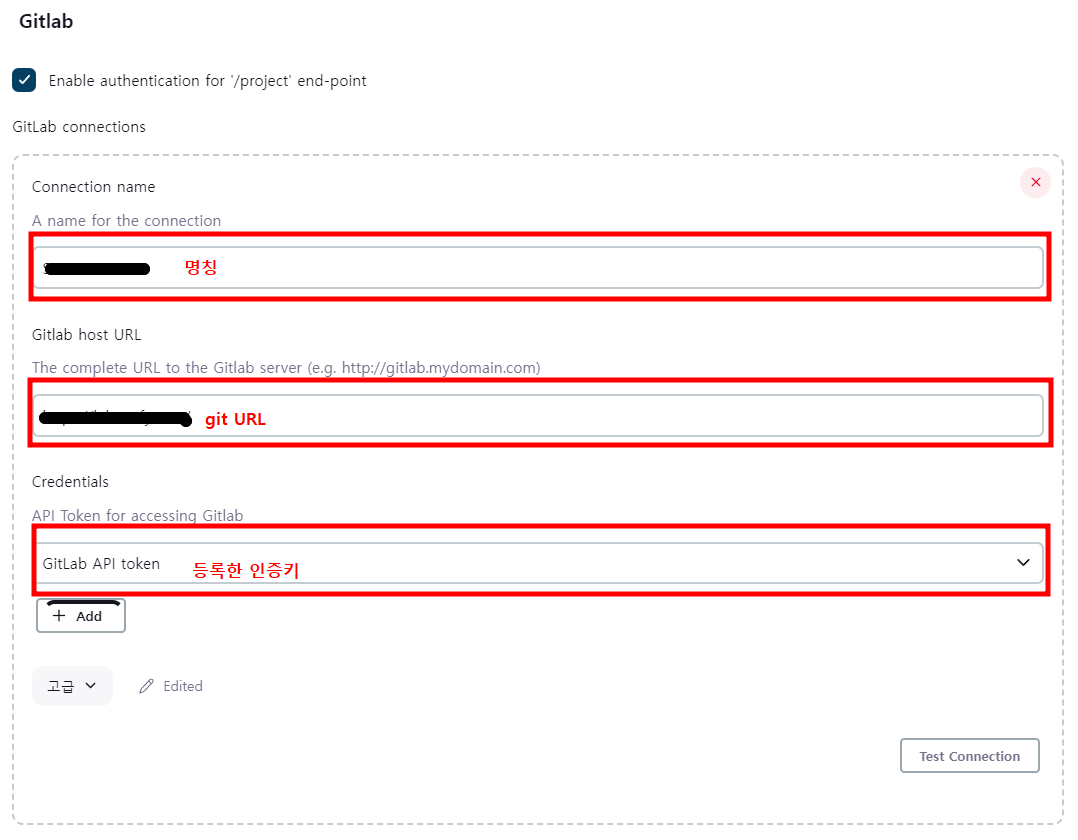 Gitlab
Enable authentication for '/project' end-point
GitLab connections
Connection name
A name for the connection
명칭
Gitlab host URL
The complete URL to the Gitlab server (e.g. http://gitlab.mydomain.com)
git URL
Credentials
API Token for accessing Gitlab
GitLab API token 등록한 인증키
+ Add
고급 Edited
Test Connection